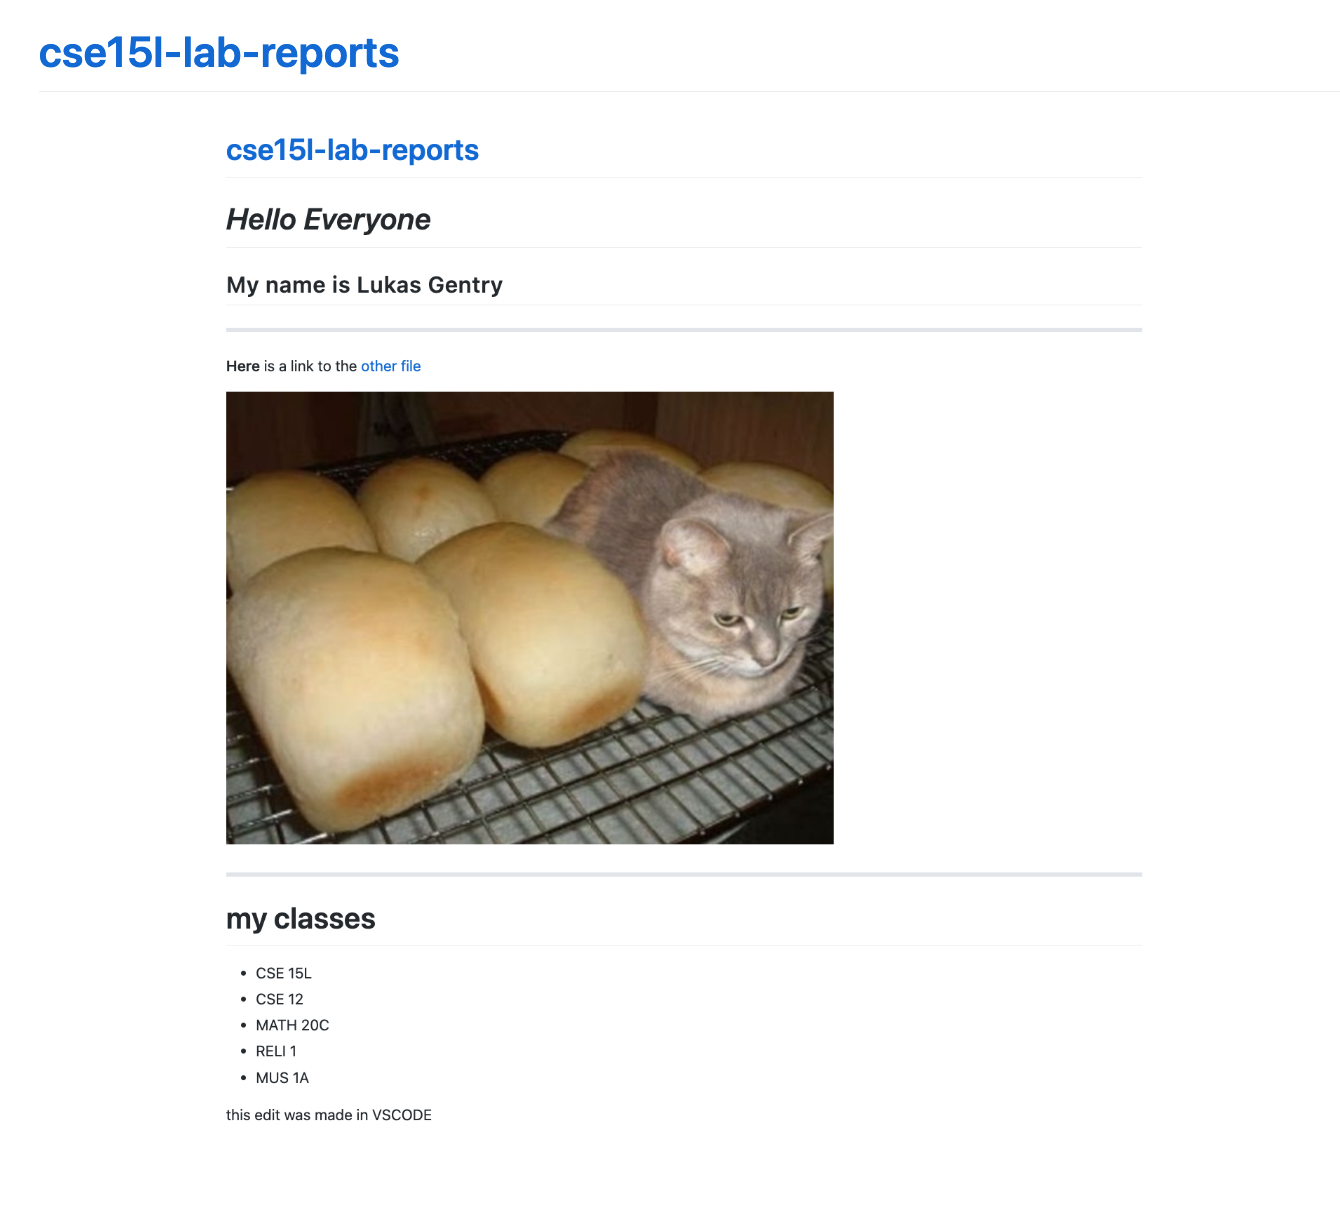 cse15l-lab-reports
cse15l-lab-reports
Hello Everyone
My name is Lukas Gentry
Here is a link to the other file
my classes
CSE 15L
CSE 12
MATH 20C
RELI 1
MUS 1A
this edit was made in VSCODE